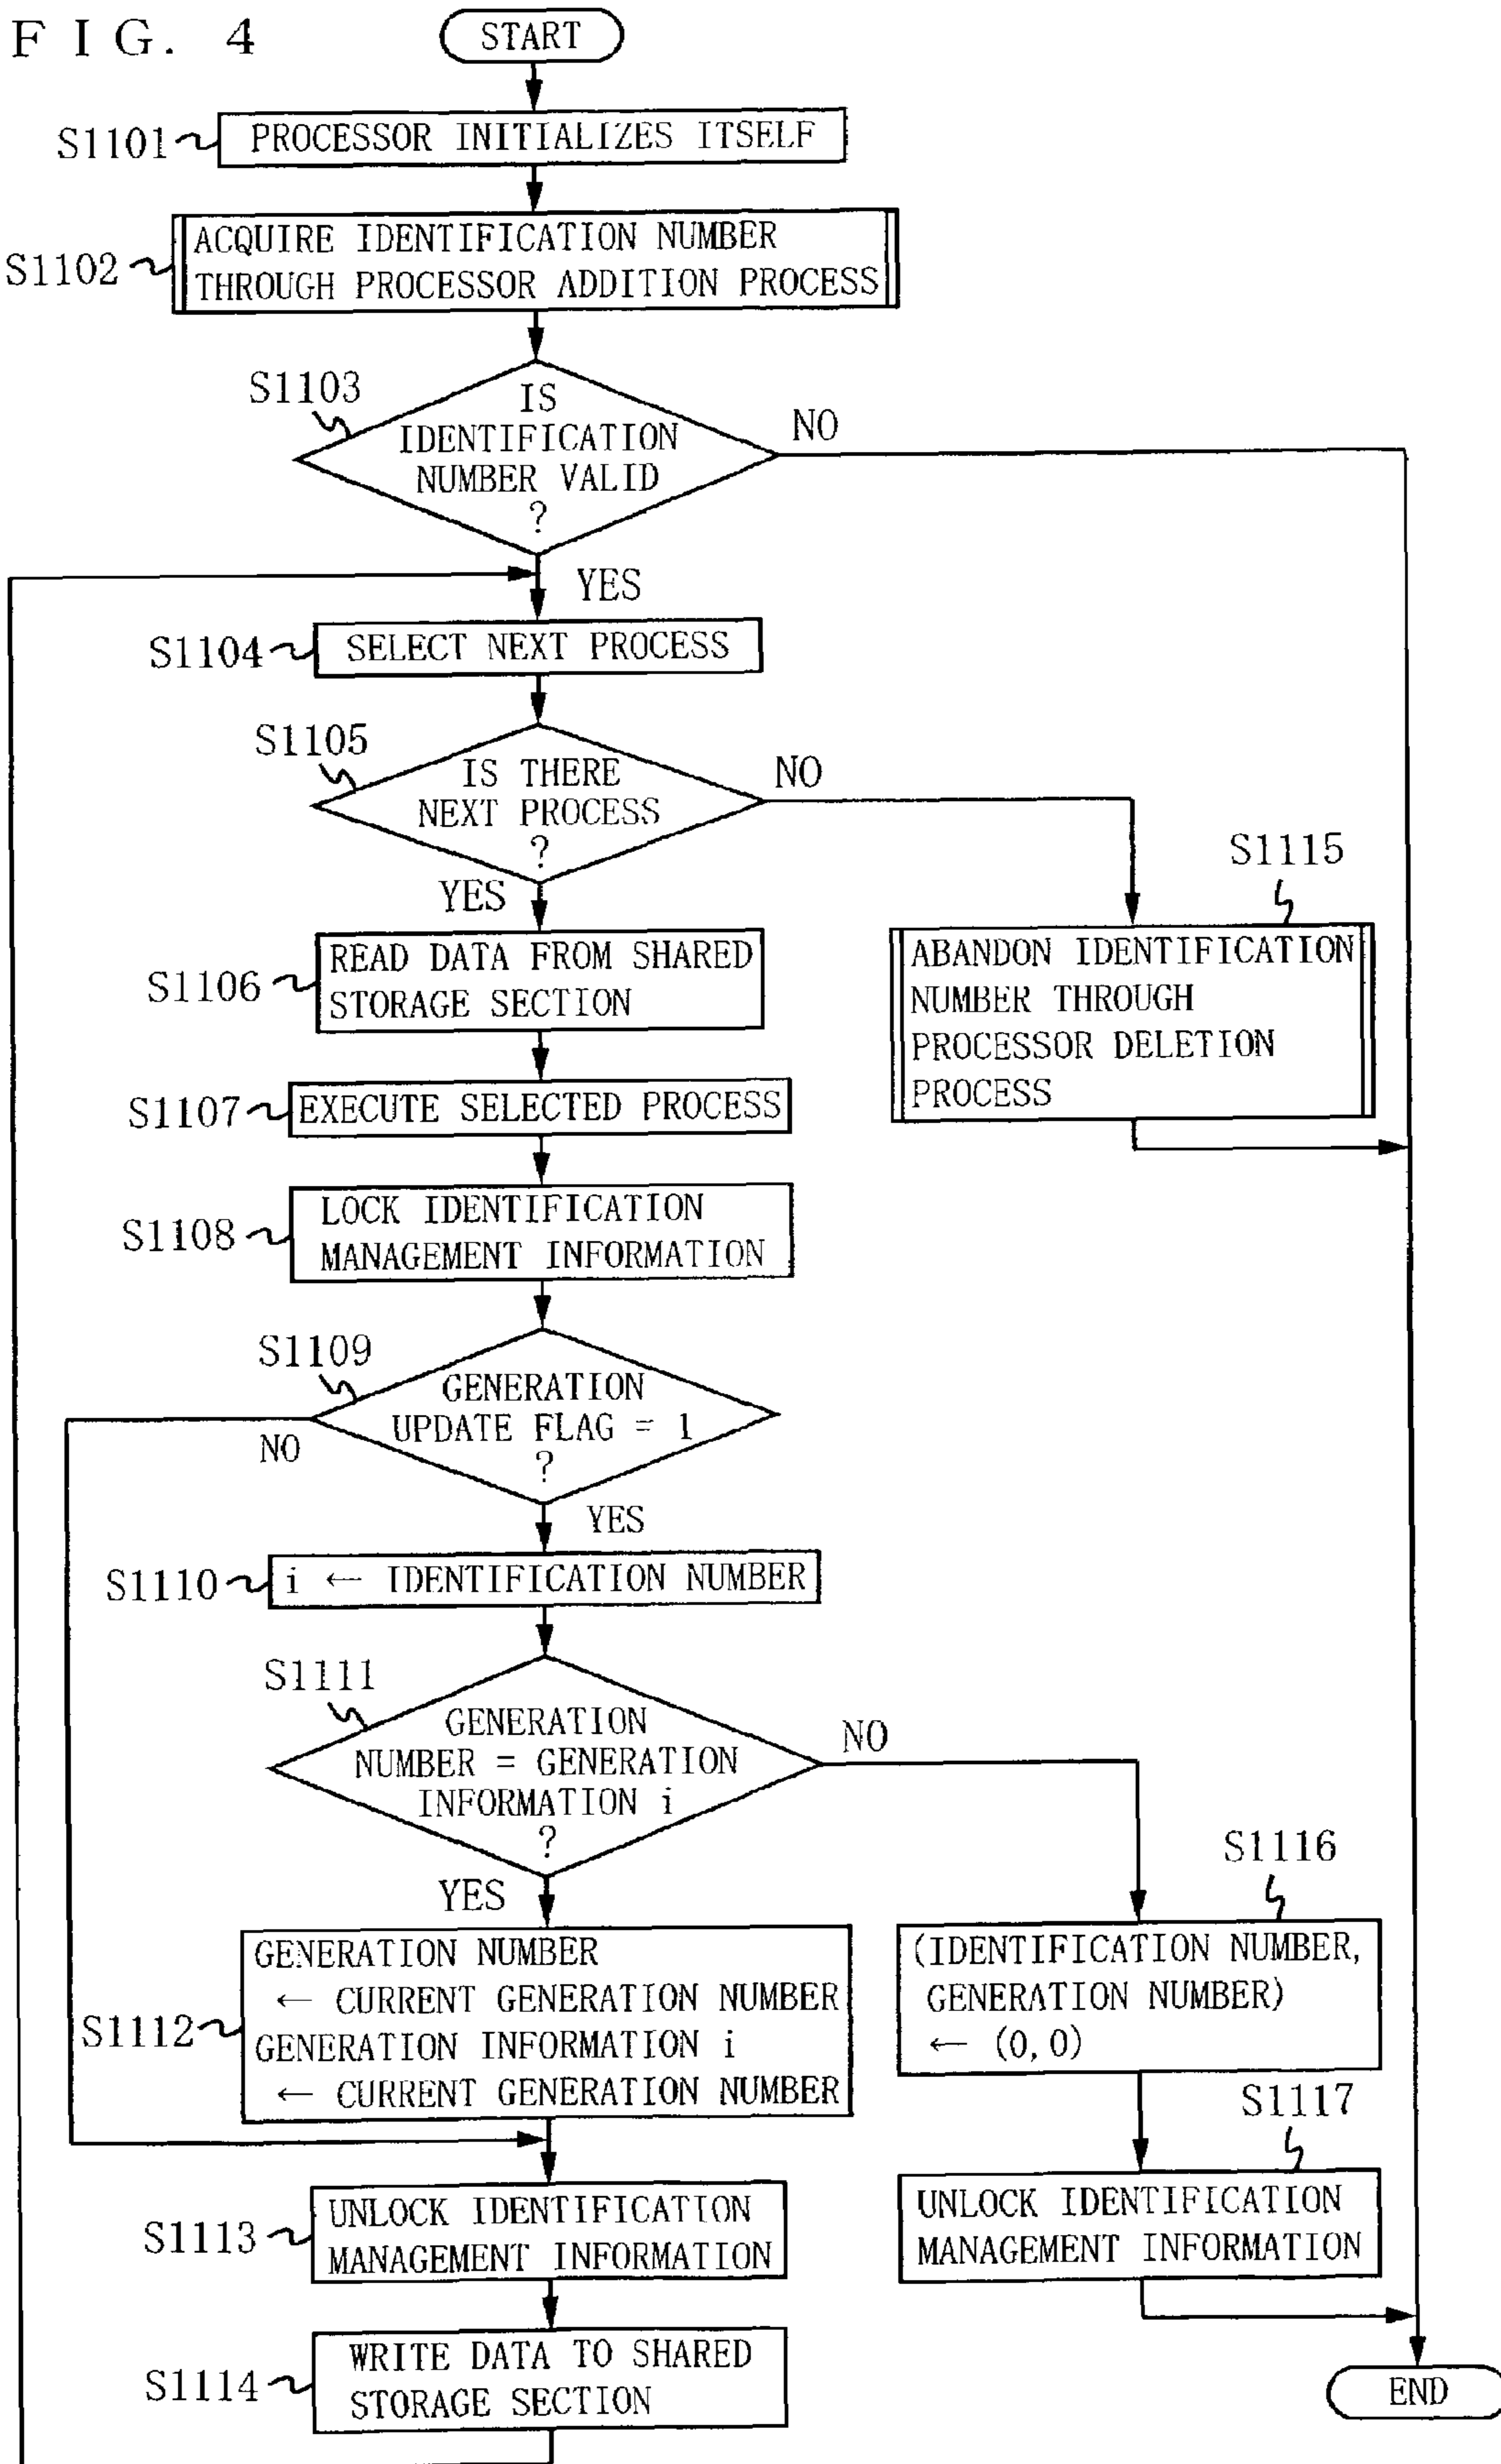 FIG. 4
START
S1101
PROCESSOR INITIALIZES ITSELF
S1102
ACQUIRE IDENTIFICATION NUMBER
THROUGH PROCESSOR ADDITION PROCESS
S1103
IS
IDENTIFICATION
NUMBER VALID
?
NO
YES
S1104
SELECT NEXT PROCESS
S1105
IS THERE
NEXT PROCESS
?
NO
YES
S1106
READ DATA FROM SHARED
STORAGE SECTION
S1115
ABANDON IDENTIFICATION
NUMBER THROUGH
PROCESSOR DELETION
PROCESS
S1107
EXECUTE SELECTED PROCESS
S1108
LOCK IDENTIFICATION
MANAGEMENT INFORMATION
S1109
GENERATION
UPDATE FLAG = 1
?
NO
YES
S1110
i ← IDENTIFICATION NUMBER
S1111
GENERATION
NUMBER = GENERATION
INFORMATION i
?
NO
YES
S1112
GENERATION NUMBER
← CURRENT GENERATION NUMBER
GENERATION INFORMATION i
← CURRENT GENERATION NUMBER
S1116
(IDENTIFICATION NUMBER,
GENERATION NUMBER)
← (0,0)
S1113
UNLOCK IDENTIFICATION
MANAGEMENT INFORMATION
S1117
UNLOCK IDENTIFICATION
MANAGEMENT INFORMATION
S1114
WRITE DATA TO SHARED
STORAGE SECTION
END